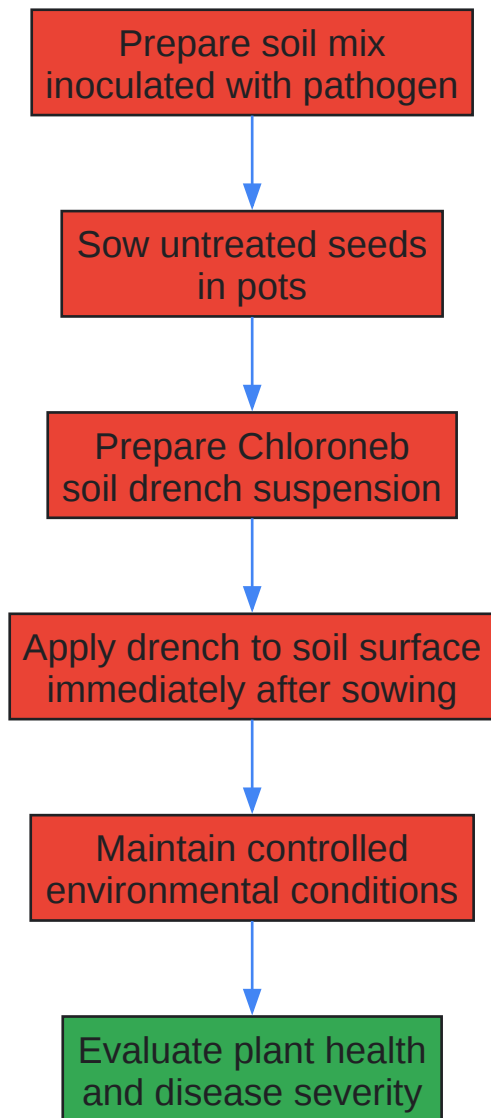 Prepare soil mix
inoculated with pathogen
Sow untreated seeds
in pots
Prepare Chloroneb
soil drench suspension
Apply drench to soil surface
immediately after sowing
Maintain controlled
environmental conditions
Evaluate plant health
and disease severity